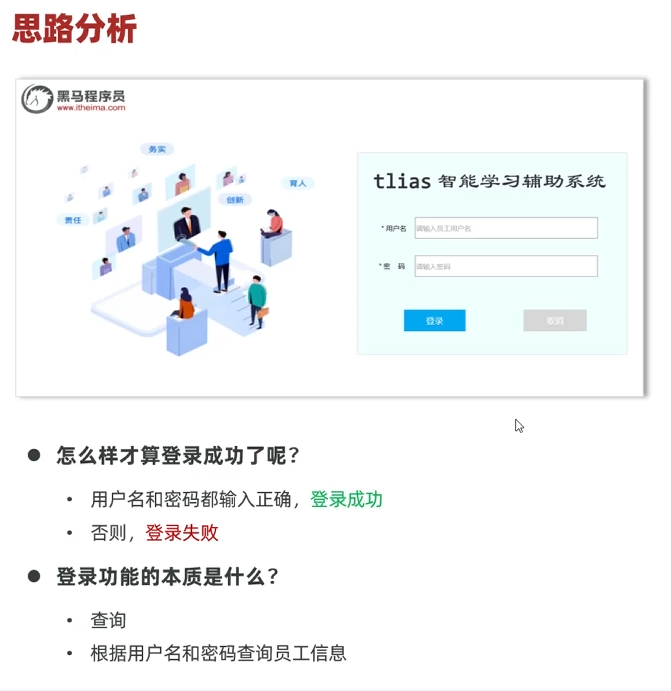 思路分析
黑马程序员
www.itheima.com
务实
育人
创新
责任
tlias 智能学习辅助系统
* 用户名 请输入员工用户名
* 密 码 请输入密码
登录 取消
● 怎么样才算登录成功了呢？
• 用户名和密码都输入正确，登录成功
• 否则，登录失败
● 登录功能的本质是什么？
• 查询
• 根据用户名和密码查询员工信息